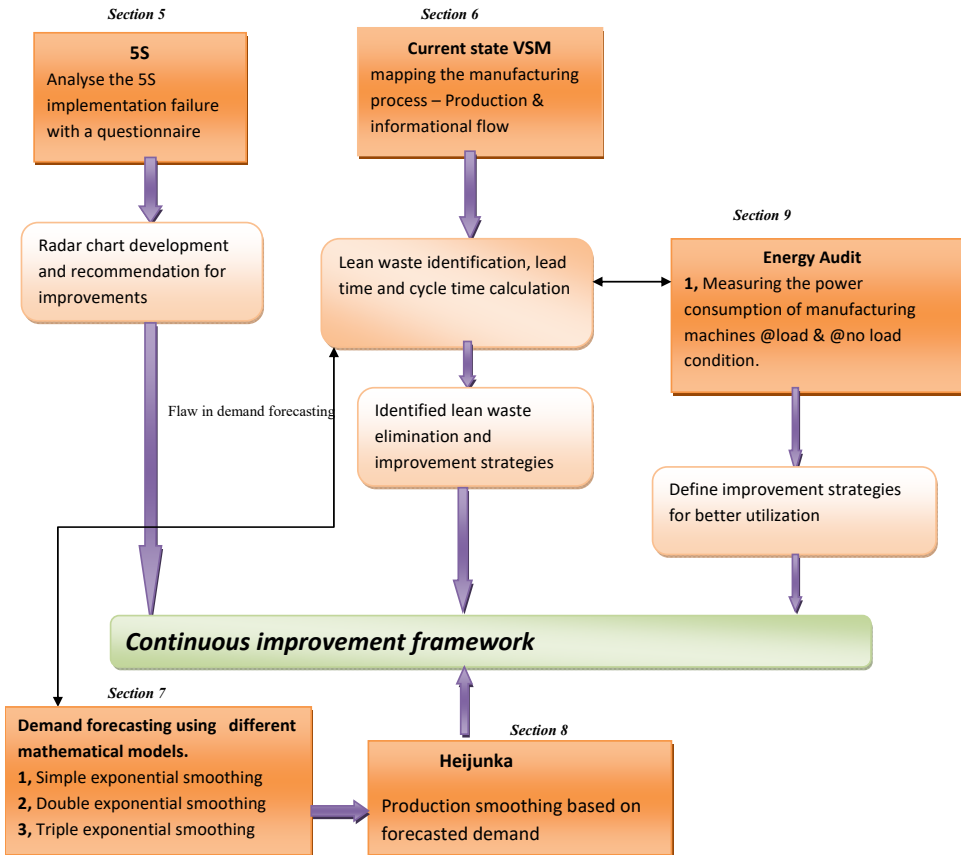 Section 5
5S
Analyse the 5S
implementation failure
with a questionnaire
Section 6
Current state VSM
mapping the manufacturing
process – Production &
informational flow
Radar chart development
and recommendation for
improvements
Lean waste identification, lead
time and cycle time calculation
Section 9
Energy Audit
1, Measuring the power
consumption of manufacturing
machines @load & @no load
condition.
Flaw in demand forecasting
Identified lean waste
elimination and
improvement strategies
Define improvement strategies
for better utilization
Continuous improvement framework
Section 7
Demand forecasting using different
mathematical models.
1, Simple exponential smoothing
2, Double exponential smoothing
3, Triple exponential smoothing
Section 8
Heijunka
Production smoothing based on
forecasted demand